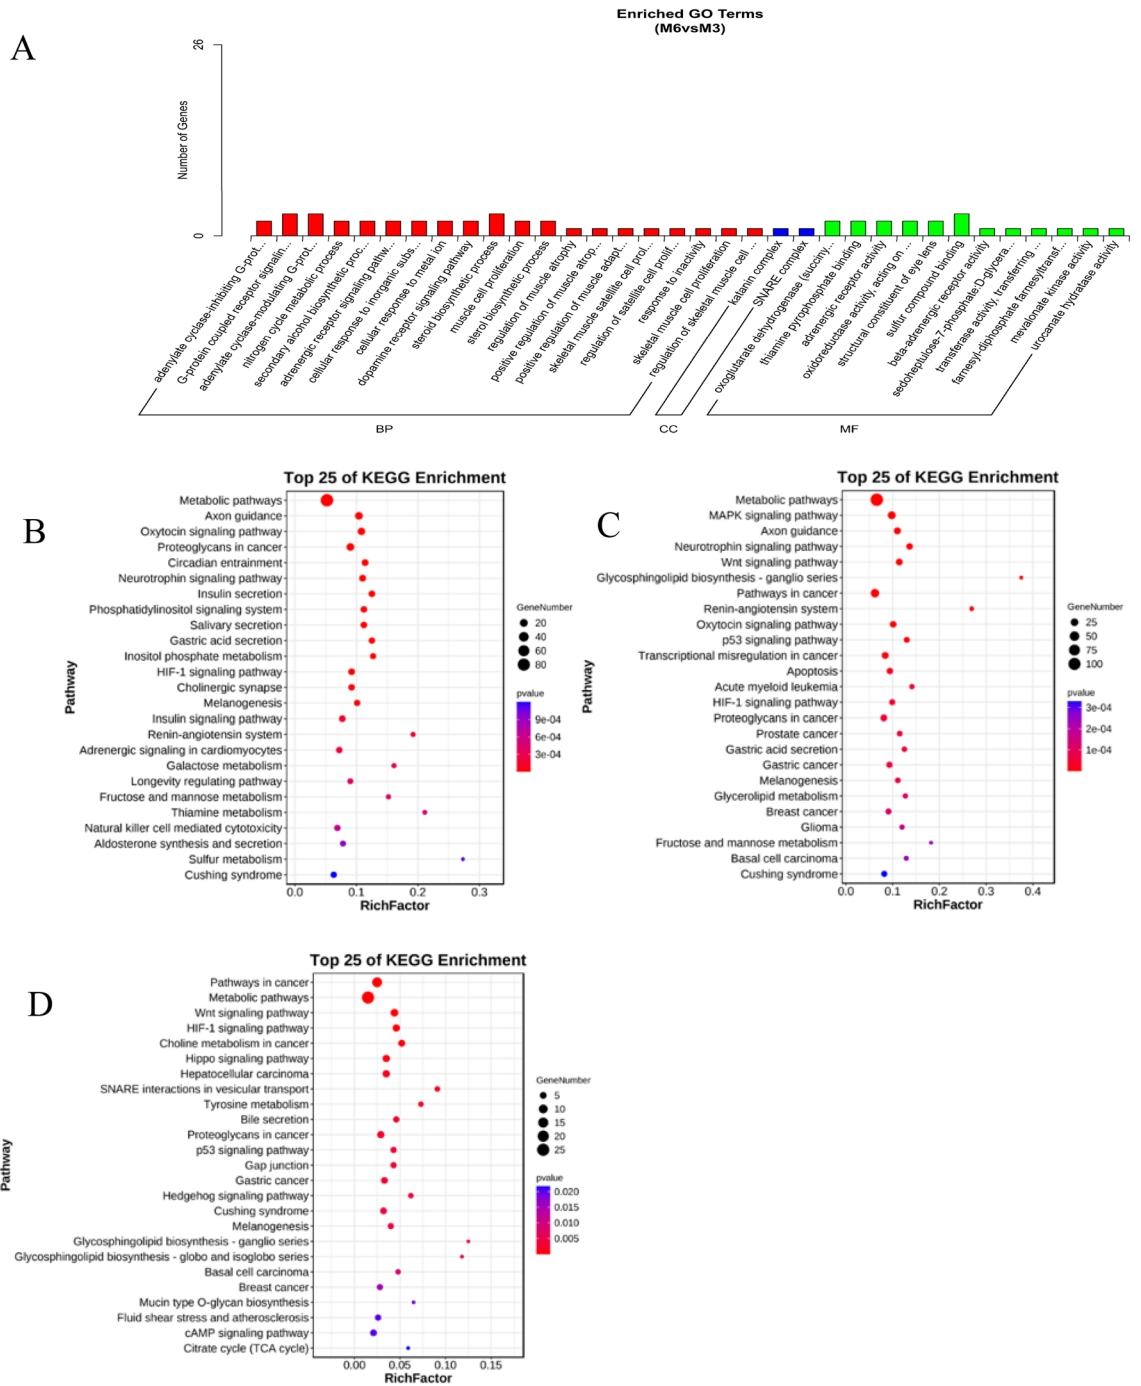 Enriched GO Terms
(M6vsM3)
A
26
Number of Genes
0
adenylate cyclase-inhibiting G-prot...
G-protein coupled receptor signalin...
adenylate cyclase-modulating G-prot...
nitrogen cycle metabolic process
secondary alcohol biosynthetic proc...
adrenergic receptor signaling pathw...
cellular response to inorganic subs...
cellular response to metal ion
dopamine receptor signaling pathway
steroid biosynthetic process
muscle cell proliferation
sterol biosynthetic process
regulation of muscle atrophy
positive regulation of muscle atrop...
positive regulation of muscle adapt...
skeletal muscle satellite cell prol...
regulation of satellite cell prolif...
response to inactivity
skeletal muscle cell proliferation
regulation of skeletal muscle cell ...
katanin complex
SNARE complex
oxoglutarate dehydrogenase (succiny...
thiamine pyrophosphate binding
adrenergic receptor activity
oxidoreductase activity, acting on ...
structural constituent of eye lens
sulfur compound binding
beta-adrenergic receptor activity
sedoheptulose-7-phosphate:D-glycera...
transferase activity, transferring ...
farnesyl-diphosphate farnesyltransf...
mevalonate kinase activity
urocanate hydratase activity
BP
CC
MF
B
Top 25 of KEGG Enrichment
Pathway
Metabolic pathways
Axon guidance
Oxytocin signaling pathway
Proteoglycans in cancer
Circadian entrainment
Neurotrophin signaling pathway
Insulin secretion
Phosphatidylinositol signaling system
Salivary secretion
Gastric acid secretion
Inositol phosphate metabolism
HIF-1 signaling pathway
Cholinergic synapse
Melanogenesis
Insulin signaling pathway
Renin-angiotensin system
Adrenergic signaling in cardiomyocytes
Galactose metabolism
Longevity regulating pathway
Fructose and mannose metabolism
Thiamine metabolism
Natural killer cell mediated cytotoxicity
Aldosterone synthesis and secretion
Sulfur metabolism
Cushing syndrome
0.0 0.1 0.2 0.3
RichFactor
GeneNumber
20
40
60
80
pvalue
9e-04
6e-04
3e-04
C
Top 25 of KEGG Enrichment
Pathway
Metabolic pathways
MAPK signaling pathway
Axon guidance
Neurotrophin signaling pathway
Wnt signaling pathway
Glycosphingolipid biosynthesis - ganglio series
Pathways in cancer
Renin-angiotensin system
Oxytocin signaling pathway
p53 signaling pathway
Transcriptional misregulation in cancer
Apoptosis
Acute myeloid leukemia
HIF-1 signaling pathway
Proteoglycans in cancer
Prostate cancer
Gastric acid secretion
Gastric cancer
Melanogenesis
Glycerolipid metabolism
Breast cancer
Glioma
Fructose and mannose metabolism
Basal cell carcinoma
Cushing syndrome
0.0 0.1 0.2 0.3 0.4
RichFactor
GeneNumber
25
50
75
100
pvalue
3e-04
2e-04
1e-04
D
Top 25 of KEGG Enrichment
Pathway
Pathways in cancer
Metabolic pathways
Wnt signaling pathway
HIF-1 signaling pathway
Choline metabolism in cancer
Hippo signaling pathway
Hepatocellular carcinoma
SNARE interactions in vesicular transport
Tyrosine metabolism
Bile secretion
Proteoglycans in cancer
p53 signaling pathway
Gap junction
Gastric cancer
Hedgehog signaling pathway
Cushing syndrome
Melanogenesis
Glycosphingolipid biosynthesis - ganglio series
Glycosphingolipid biosynthesis - globo and isoglobo series
Basal cell carcinoma
Breast cancer
Mucin type O-glycan biosynthesis
Fluid shear stress and atherosclerosis
cAMP signaling pathway
Citrate cycle (TCA cycle)
0.00 0.05 0.10 0.15
RichFactor
GeneNumber
5
10
15
20
25
pvalue
0.020
0.015
0.010
0.005